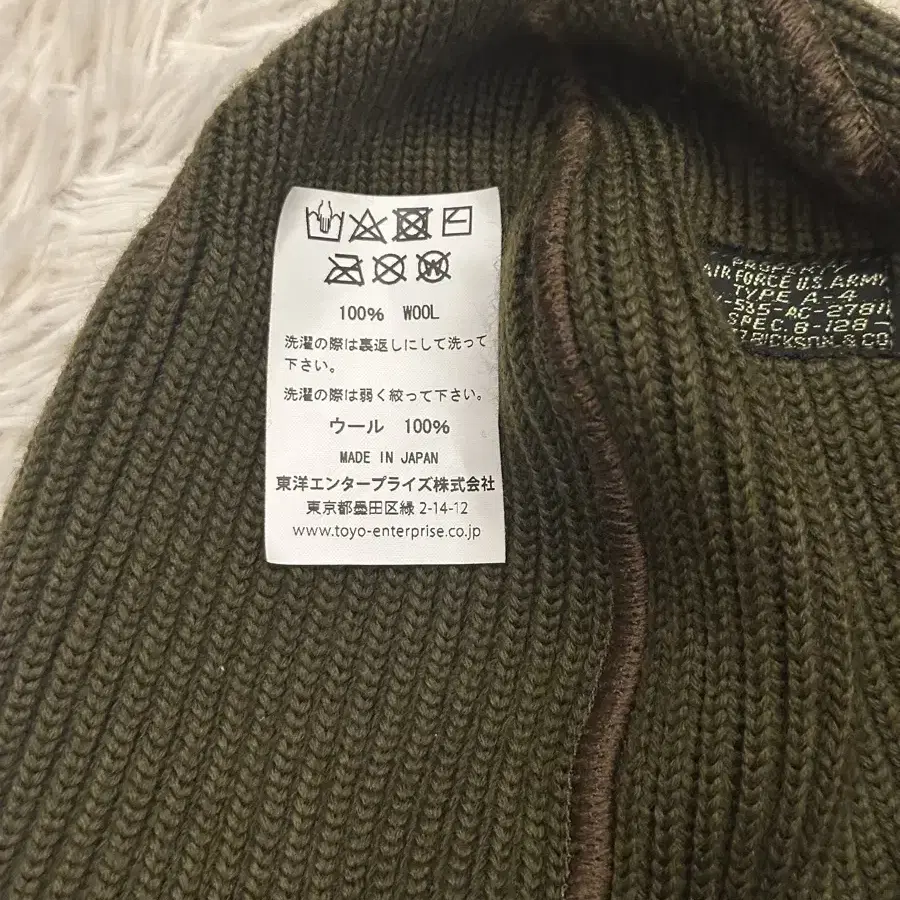 100% WOOL
洗濯の際は裏返しにして洗って
下さい。
洗濯の際は弱く絞って下さい。
ウール 100%
MADE IN JAPAN
東洋エンタープライズ株式会社
東京都墨田区緑 2-14-12
www.toyo-enterprise.co.jp
PROPERTY
AIR FORCE U.S. ARMY
TYPE A-4
535-AC-27811
SPEC. 8-128-
& CO